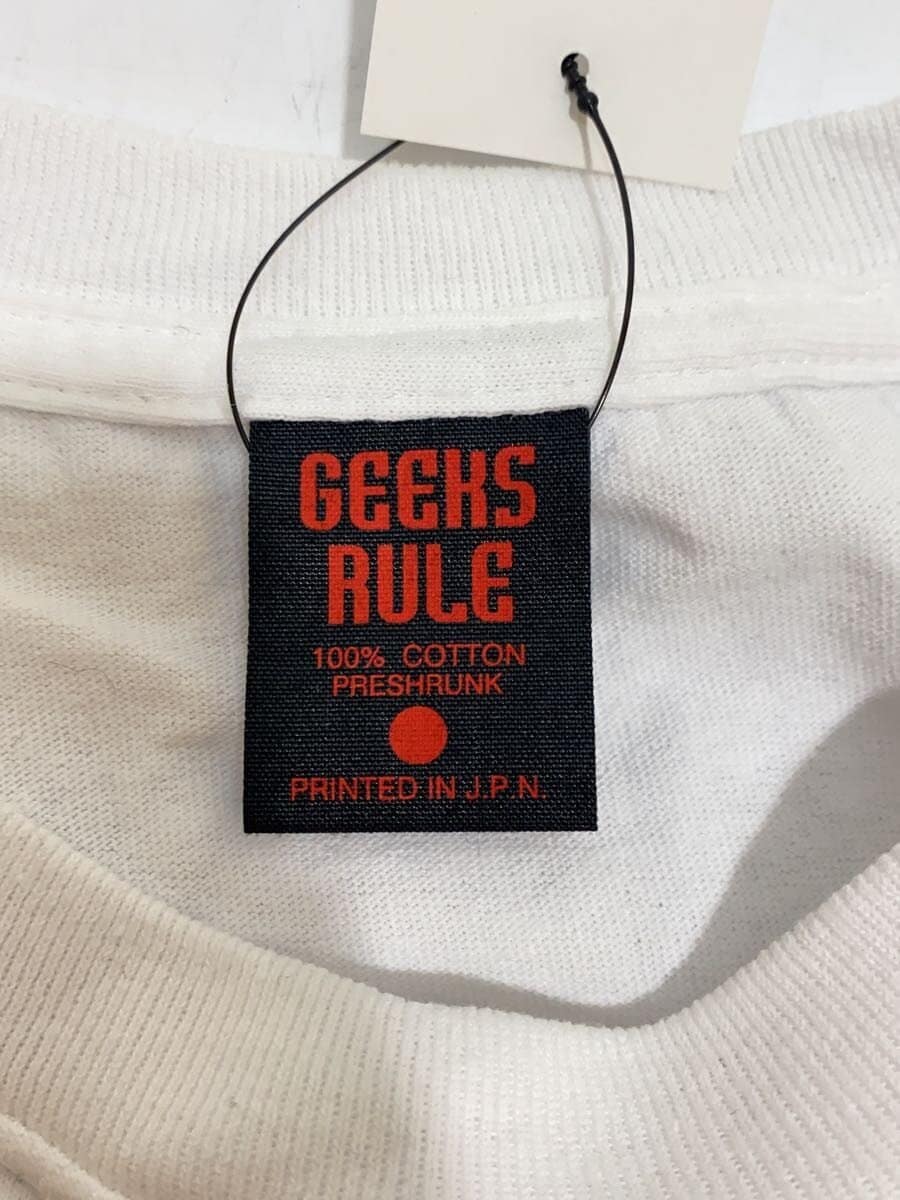 GEEKS
RULE
100% COTTON
PRESHRUNK
PRINTED IN J.P N.